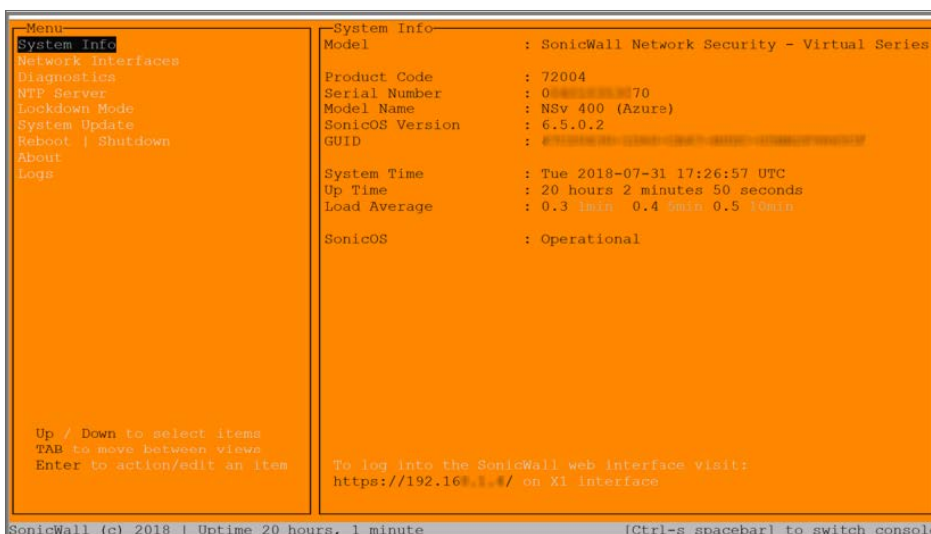 Menu
System Info
Network Interfaces
Diagnostics
NTP Server
Lockdown Mode
System Update
Reboot | Shutdown
About
Logs
Up / Down to select items
TAB to move between views
Enter to action/edit an item
System Info
Model : SonicWall Network Security - Virtual Series
Product Code : 72004
Serial Number : 0 70
Model Name : NSv 400 (Azure)
SonicOS Version : 6.5.0.2
GUID :
System Time : Tue 2018-07-31 17:26:57 UTC
Up Time : 20 hours 2 minutes 50 seconds
Load Average : 0.3 1min 0.4 5min 0.5 10min
SonicOS : Operational
To log into the SonicWall web interface visit:
https://192.16 / on X1 interface
SonicWall (c) 2018 | Uptime 20 hours, 1 minute [Ctrl-s spacebar] to switch console